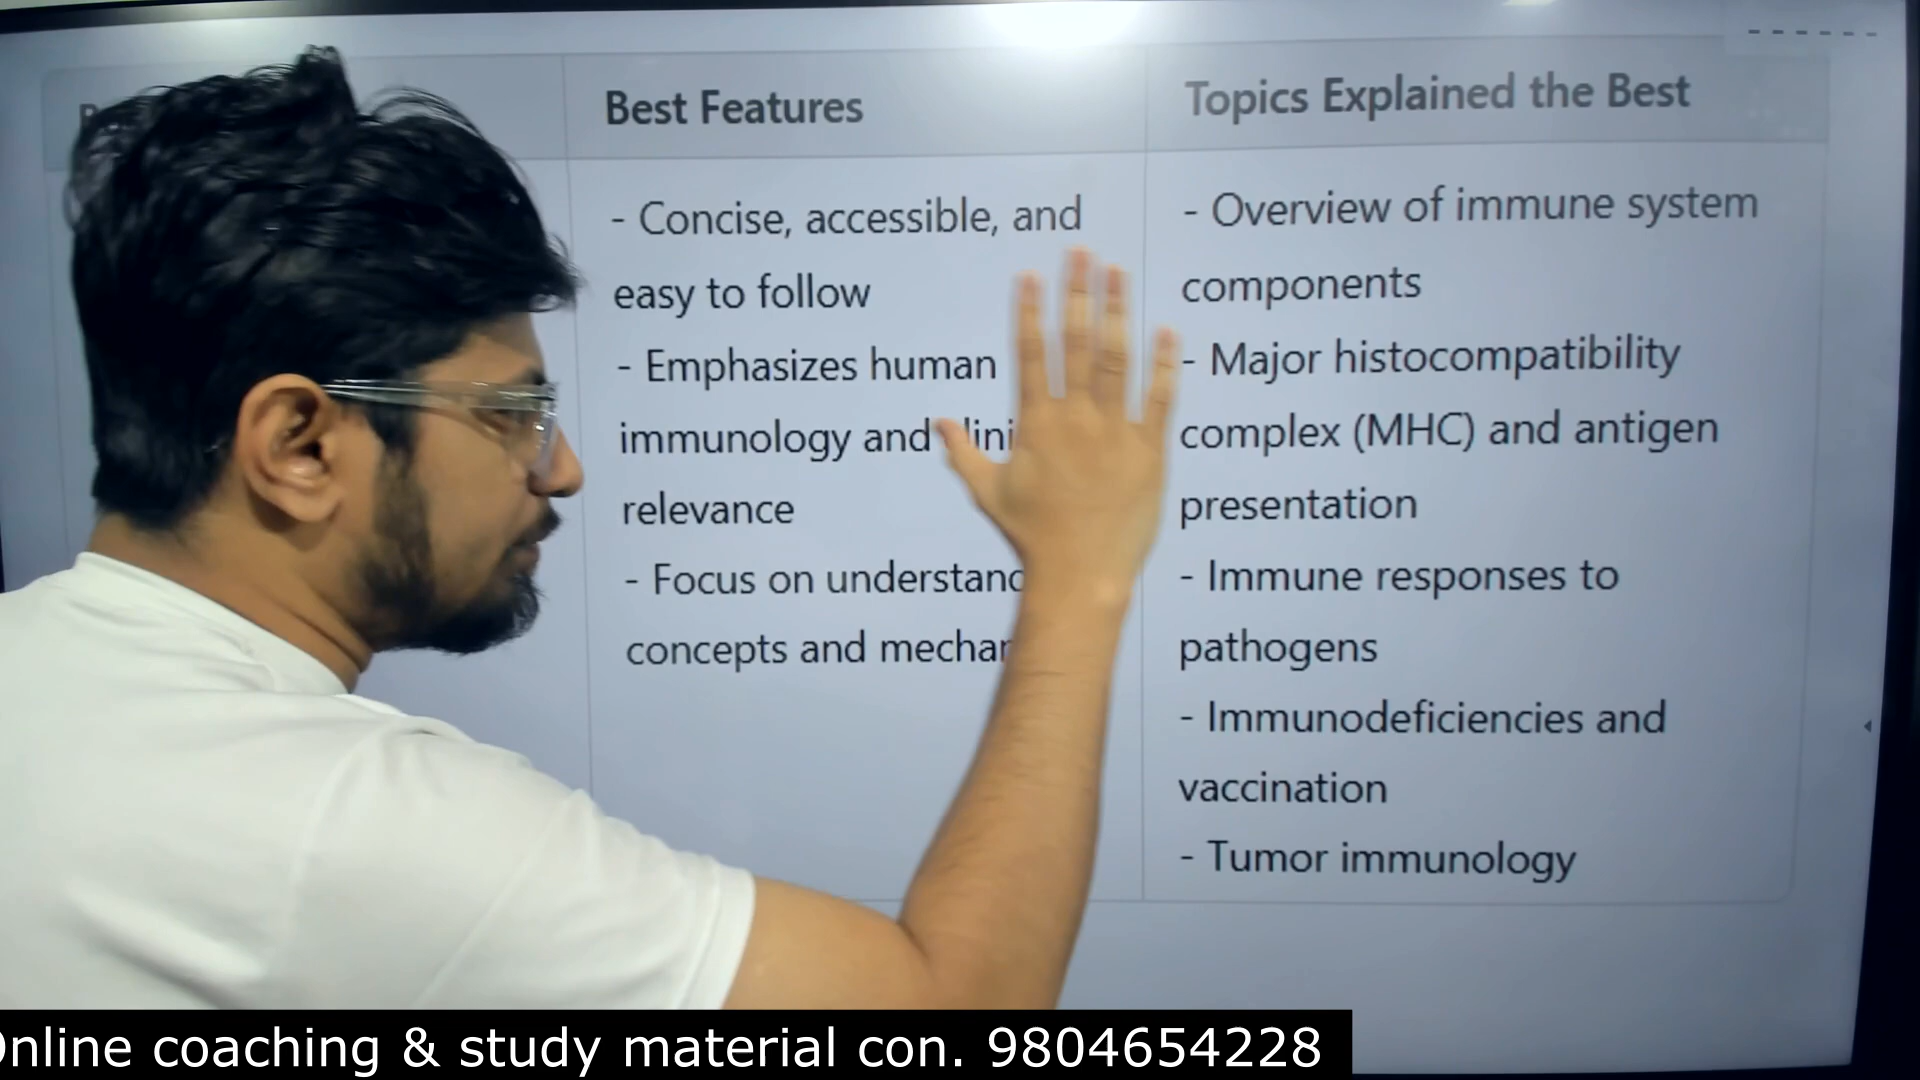 Best Features
- Concise, accessible, and
easy to follow
- Emphasizes human
immunology and
relevance
- Focus on
concepts and
Topics Explained the Best
- Overview of immune system
components
- Major histocompatibility
complex (MHC) and antigen
presentation
- Immune responses to
pathogens
- Immunodeficiencies and
vaccination
- Tumor immunology
Online coaching & study material con. 9804654228